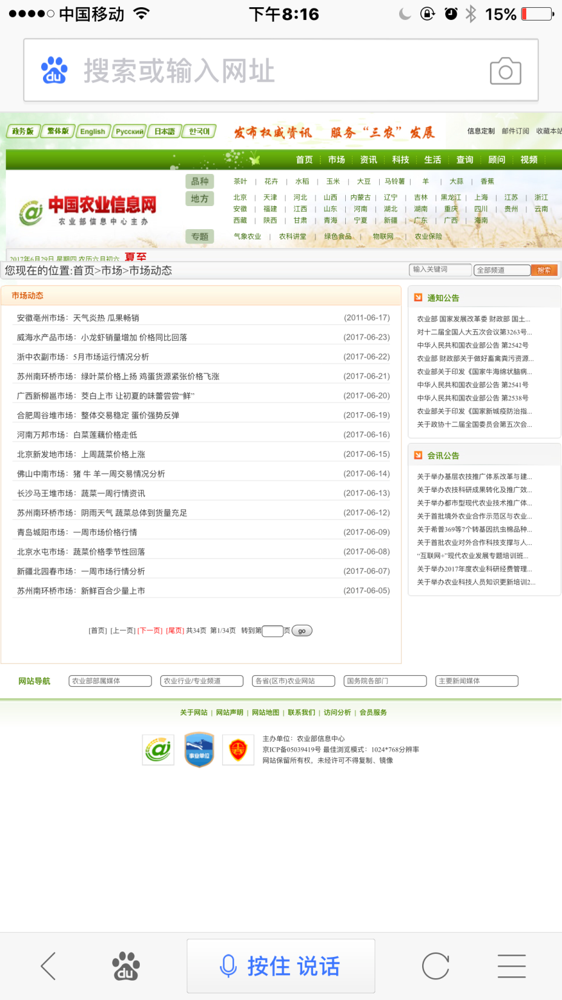 中国移动 下午8:16 15%
搜索或输入网址
政务版 繁体版 English Русский 日本語 한국어 发布权威资讯 服务“三农”发展 信息定制 邮件订阅 收藏本站
首页 市场 资讯 科技 生活 查询 顾问 视频
中国农业信息网
农业部信息中心主办
品种 茶叶 | 花卉 | 水稻 | 玉米 | 大豆 | 马铃薯 | 羊 | 大蒜 | 香蕉
地方 北京 | 天津 | 河北 | 山西 | 内蒙古 | 辽宁 | 吉林 | 黑龙江 | 上海 | 江苏 | 浙江
安徽 | 福建 | 江西 | 山东 | 河南 | 湖北 | 湖南 | 重庆 | 四川 | 贵州 | 云南
西藏 | 陕西 | 甘肃 | 青海 | 宁夏 | 新疆 | 广东 | 广西 | 海南
专题 气象农业 | 农科讲堂 | 绿色食品 | 物联网 | 农业保险
2017年6月29日 星期四 农历六月初六 夏至
您现在的位置:首页>市场>市场动态 输入关键词 全部频道 搜索
市场动态
安徽亳州市场：天气炎热 瓜果畅销 (2011-06-17)
威海水产品市场：小龙虾销量增加 价格同比回落 (2017-06-23)
浙中农副市场：5月市场运行情况分析 (2017-06-22)
苏州南环桥市场：绿叶菜价格上扬 鸡蛋货源紧张价格飞涨 (2017-06-21)
广西新柳邕市场：茭白上市 让初夏的味蕾尝尝“鲜” (2017-06-20)
合肥周谷堆市场：整体交易稳定 蛋价强势反弹 (2017-06-19)
河南万邦市场：白菜莲藕价格走低 (2017-06-16)
北京新发地市场：上周蔬菜价格上涨 (2017-06-15)
佛山中南市场：猪 牛 羊一周交易情况分析 (2017-06-14)
长沙马王堆市场：蔬菜一周行情资讯 (2017-06-13)
苏州南环桥市场：阴雨天气 蔬菜总体到货量充足 (2017-06-12)
青岛城阳市场：一周市场价格行情 (2017-06-09)
北京水屯市场：蔬菜价格季节性回落 (2017-06-08)
新疆北园春市场：一周市场行情分析 (2017-06-07)
苏州南环桥市场：新鲜百合少量上市 (2017-06-05)
[首页] [上一页] [下一页] [尾页] 共34页 第1/34页 转到第 页 go
通知公告
农业部 国家发展改革委 财政部 国土...
对十二届全国人大五次会议第3263号...
中华人民共和国农业部公告 第2542号
农业部 财政部关于做好畜禽粪污资源...
农业部关于印发《国家牛海绵状脑病...
中华人民共和国农业部公告 第2541号
中华人民共和国农业部公告 第2538号
农业部关于印发《国家新城疫防治指...
关于政协十二届全国委员会第五次会...
会讯公告
关于举办基层农技推广体系改革与建...
关于举办农技科研成果转化及推广效...
关于举办都市型现代农业技术推广体...
关于首批境外农业合作示范区与农业...
关于希普369等7个转基因抗虫棉品种...
关于首批农业对外合作科技支撑与人...
“互联网+”现代农业发展专题培训班...
关于举办2017年度农业科研经费管理...
关于举办农业科技人员知识更新培训2...
网站导航 农业部部属媒体 农业行业/专业频道 各省(区市)农业网站 国务院各部门 主要新闻媒体
关于网站 | 网站声明 | 网站地图 | 联系我们 | 访问分析 | 会员服务
事业单位
主办单位：农业部信息中心
京ICP备05039419号 最佳浏览模式：1024*768分辨率
网站保留所有权，未经许可不得复制、镜像
du 按住 说话